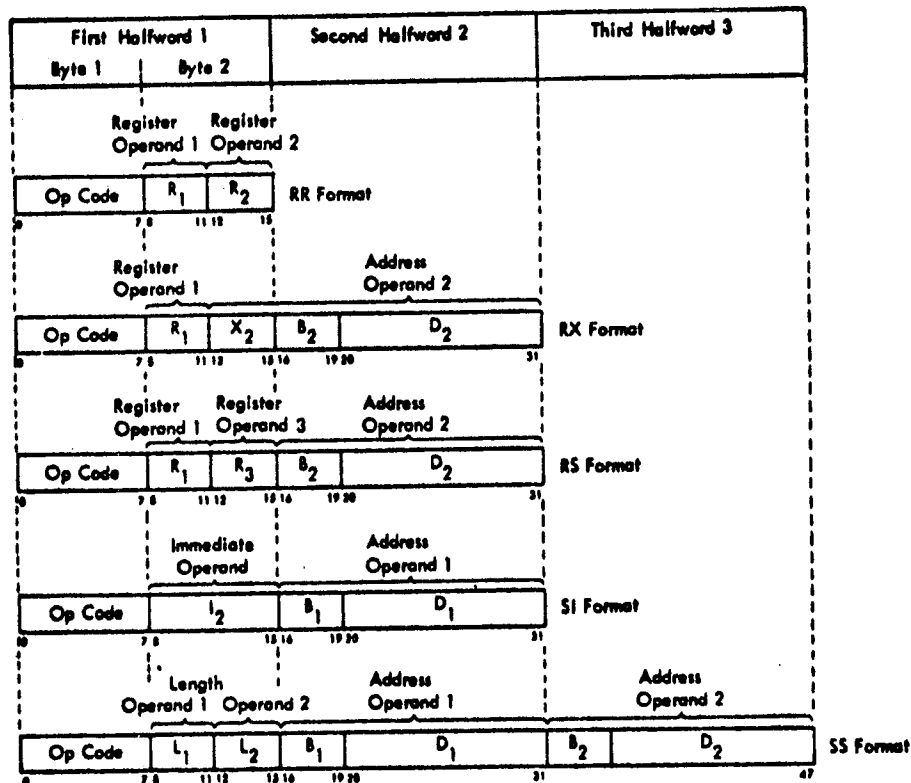 First Halfword 1 Second Halfword 2 Third Halfword 3
Byte 1 Byte 2
Register Register
Operand 1 Operand 2
Op Code R1 R2 RR Format
0 7 8 11 12 15
Register Address
Operand 1 Operand 2
Op Code R1 X2 B2 D2 RX Format
0 7 8 11 12 15 16 19 20 31
Register Register Address
Operand 1 Operand 3 Operand 2
Op Code R1 R3 B2 D2 RS Format
0 7 8 11 12 15 16 19 20 31
Immediate Address
Operand Operand 1
Op Code I2 B1 D1 SI Format
0 7 8 15 16 19 20 31
Length Address Address
Operand 1 Operand 2 Operand 1 Operand 2
Op Code L1 L2 B1 D1 B2 D2 SS Format
0 7 8 11 12 15 16 19 20 31 47